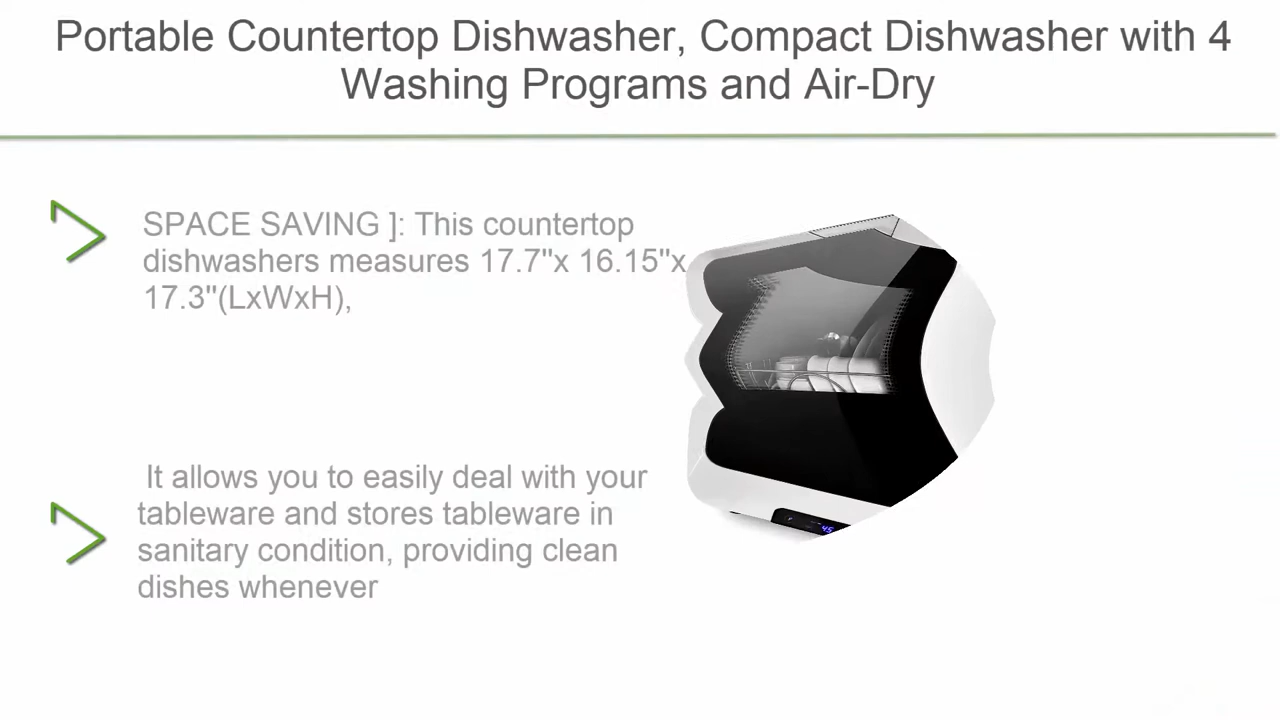 Portable Countertop Dishwasher, Compact Dishwasher with 4
Washing Programs and Air-Dry
SPACE SAVING ]: This countertop
dishwashers measures 17.7"x 16.15"x
17.3"(LxWxH),
It allows you to easily deal with your
tableware and stores tableware in
sanitary condition, providing clean
dishes whenever
45